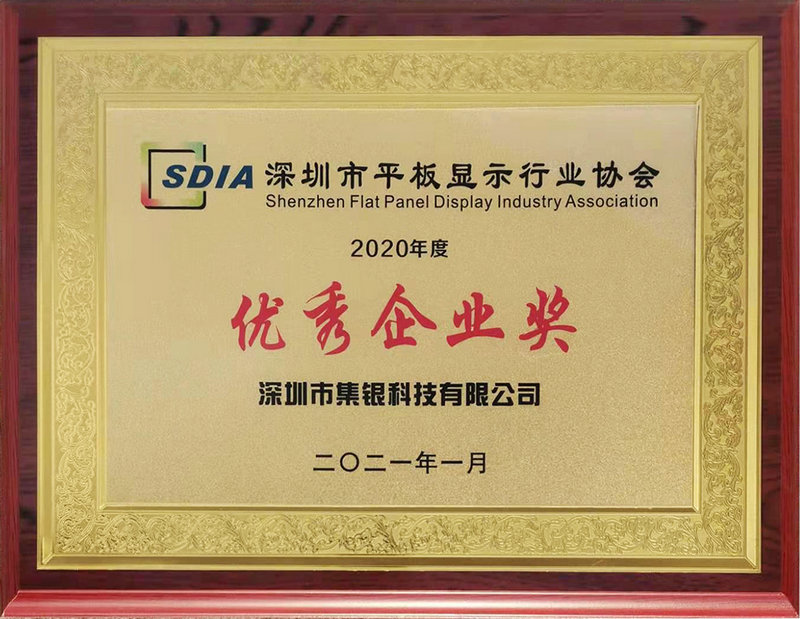 SDIA 深圳市平板显示行业协会
Shenzhen Flat Panel Display Industry Association
2020年度
优秀企业奖
深圳市集银科技有限公司
二〇二一年一月